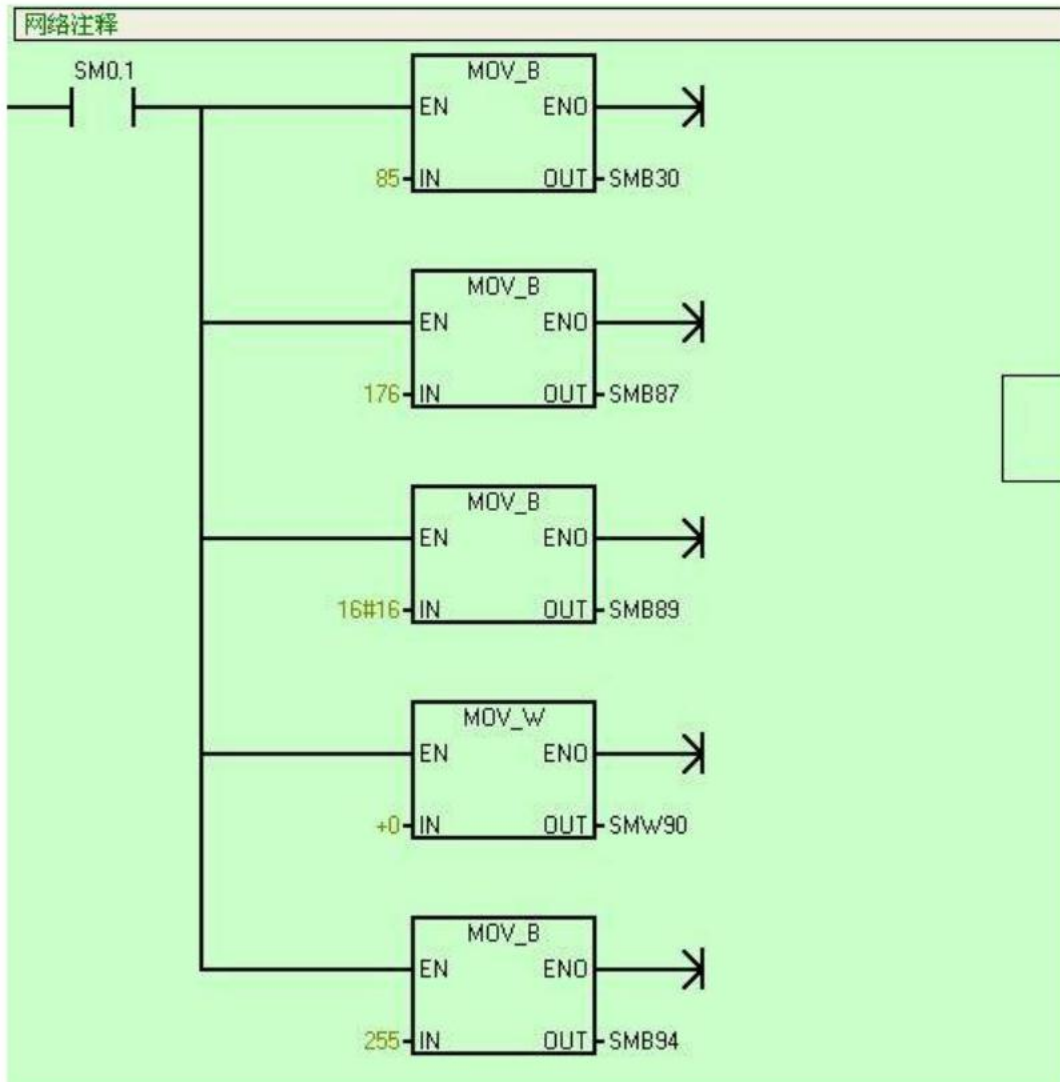 网络注释
SM0.1
MOV_B
EN ENO
85 IN OUT SMB30
MOV_B
EN ENO
176 IN OUT SMB87
MOV_B
EN ENO
16#16 IN OUT SMB89
MOV_W
EN ENO
+0 IN OUT SMW90
MOV_B
EN ENO
255 IN OUT SMB94